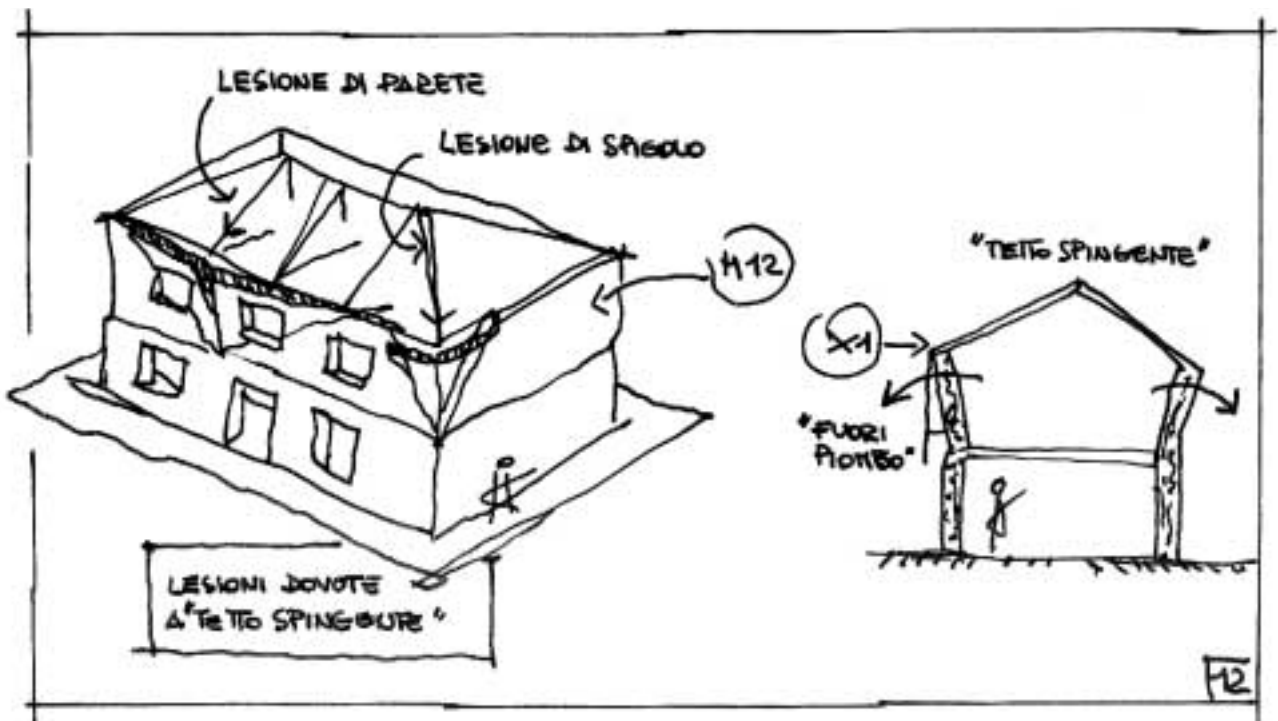 LESIONE DI PARETE
LESIONE DI SPIGOLO
M12
"TETTO SPINGENTE"
X1
"FUORI
PIOMBO"
LESIONI DOVUTE
A "TETTO SPINGENTE"
12